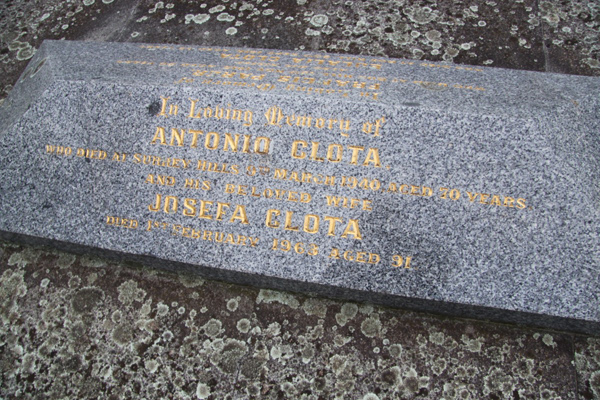 In Loving Memory of
ANTONIO CLOTA
WHO DIED AT SURREY HILLS, MARCH 1940 AGED 70 YEARS
AND HIS BELOVED WIFE
JOSEFA CLOTA
DIED 1ST FEBRUARY 1963 AGED 91